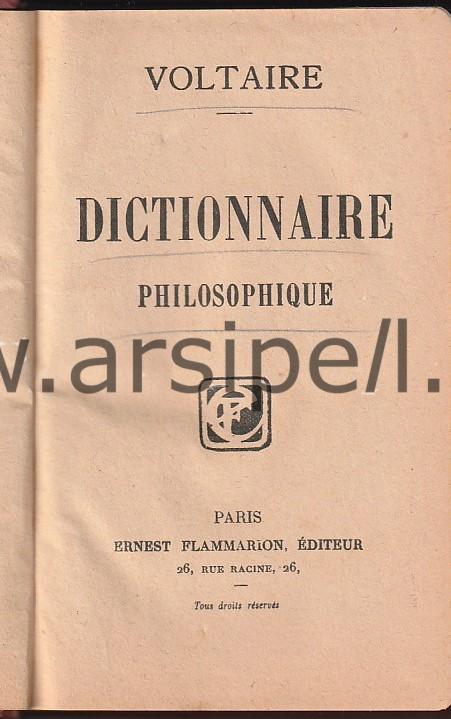 VOLTAIRE
DICTIONNAIRE
PHILOSOPHIQUE
w.arsipel.
PARIS
ERNEST FLAMMARION, ÉDITEUR
26, RUE RACINE, 26,
Tous droits réservés